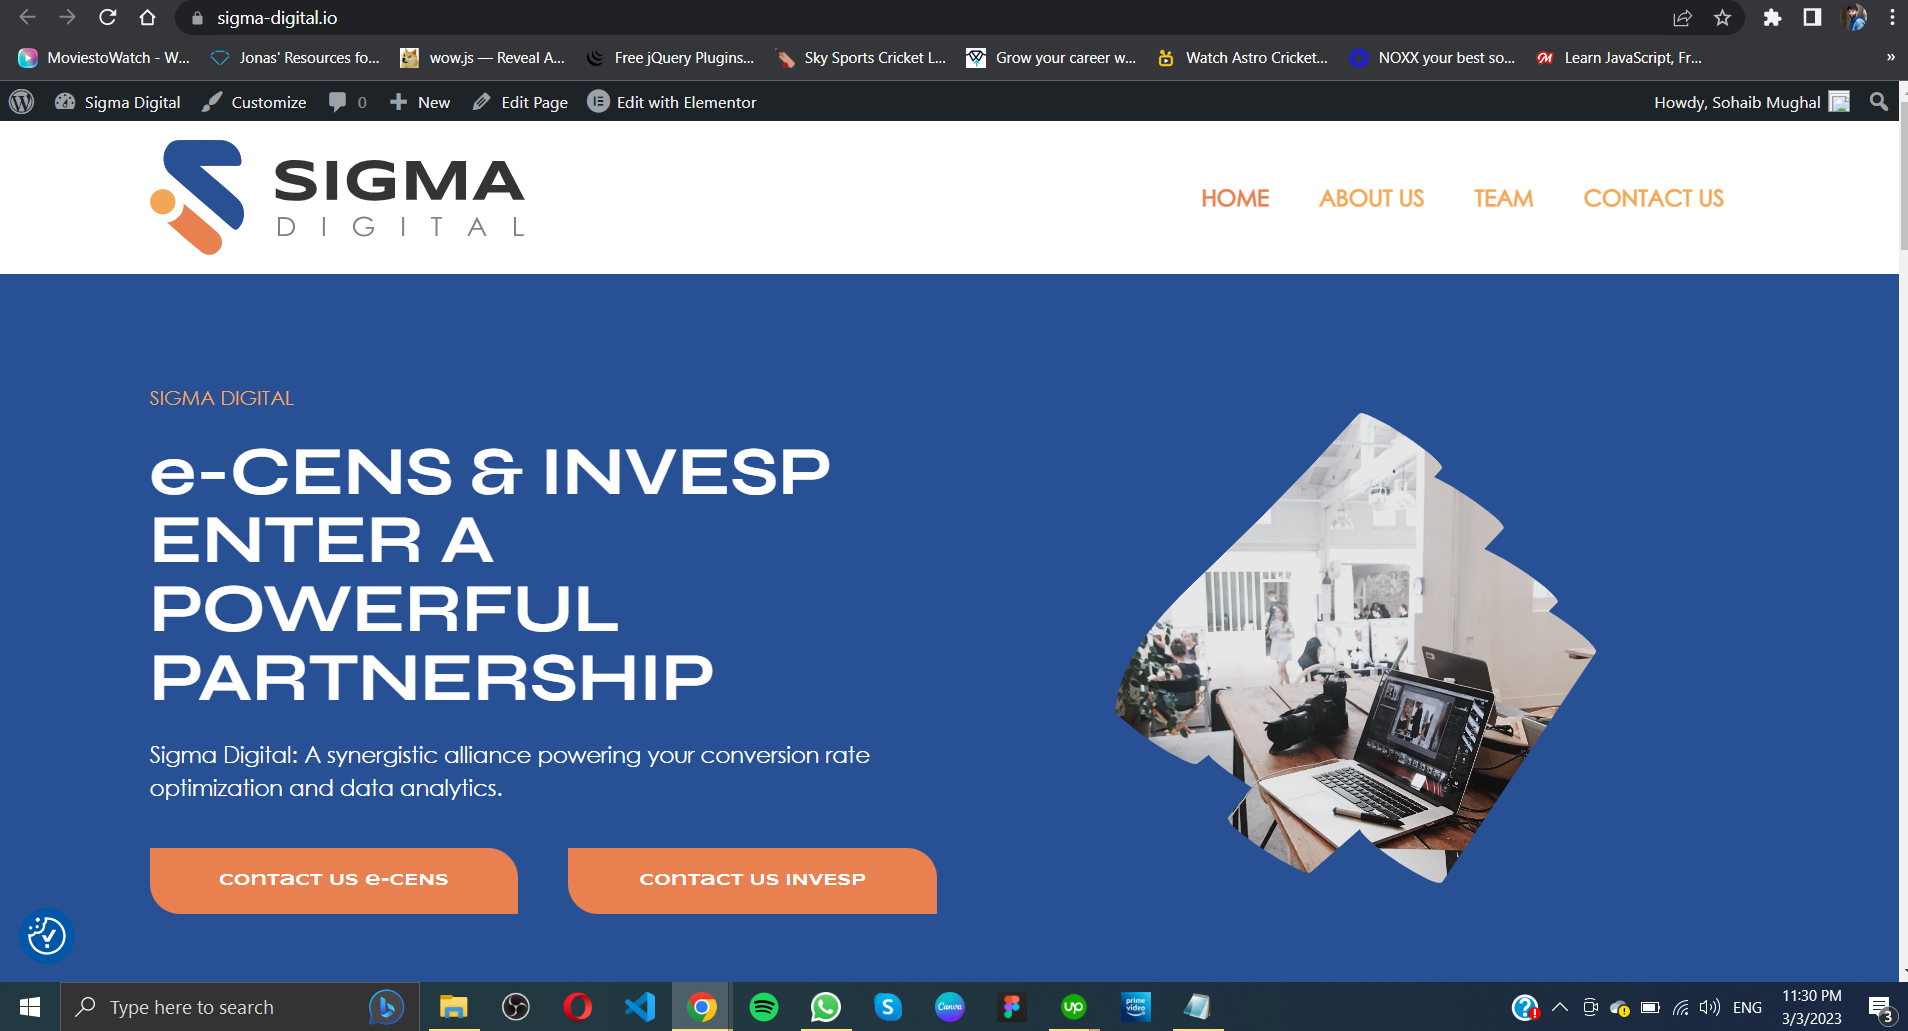 sigma-digital.io
MoviestoWatch - W...
Jonas' Resources fo...
wow.js — Reveal A...
Free jQuery Plugins...
Sky Sports Cricket L...
Grow your career w...
Watch Astro Cricket...
NOXX your best so...
Learn JavaScript, Fr...
»
Sigma Digital
Customize
0
New
Edit Page
Edit with Elementor
Howdy, Sohaib Mughal
SIGMA
DIGITAL
HOME
ABOUT US
TEAM
CONTACT US
SIGMA DIGITAL
e-CENS & INVESP
ENTER A
POWERFUL
PARTNERSHIP
Sigma Digital: A synergistic alliance powering your conversion rate
optimization and data analytics.
contact us e-CENS
contact us INVESP
Type here to search
Canva
up
prime
video
ENG
11:30 PM
3/3/2023
3